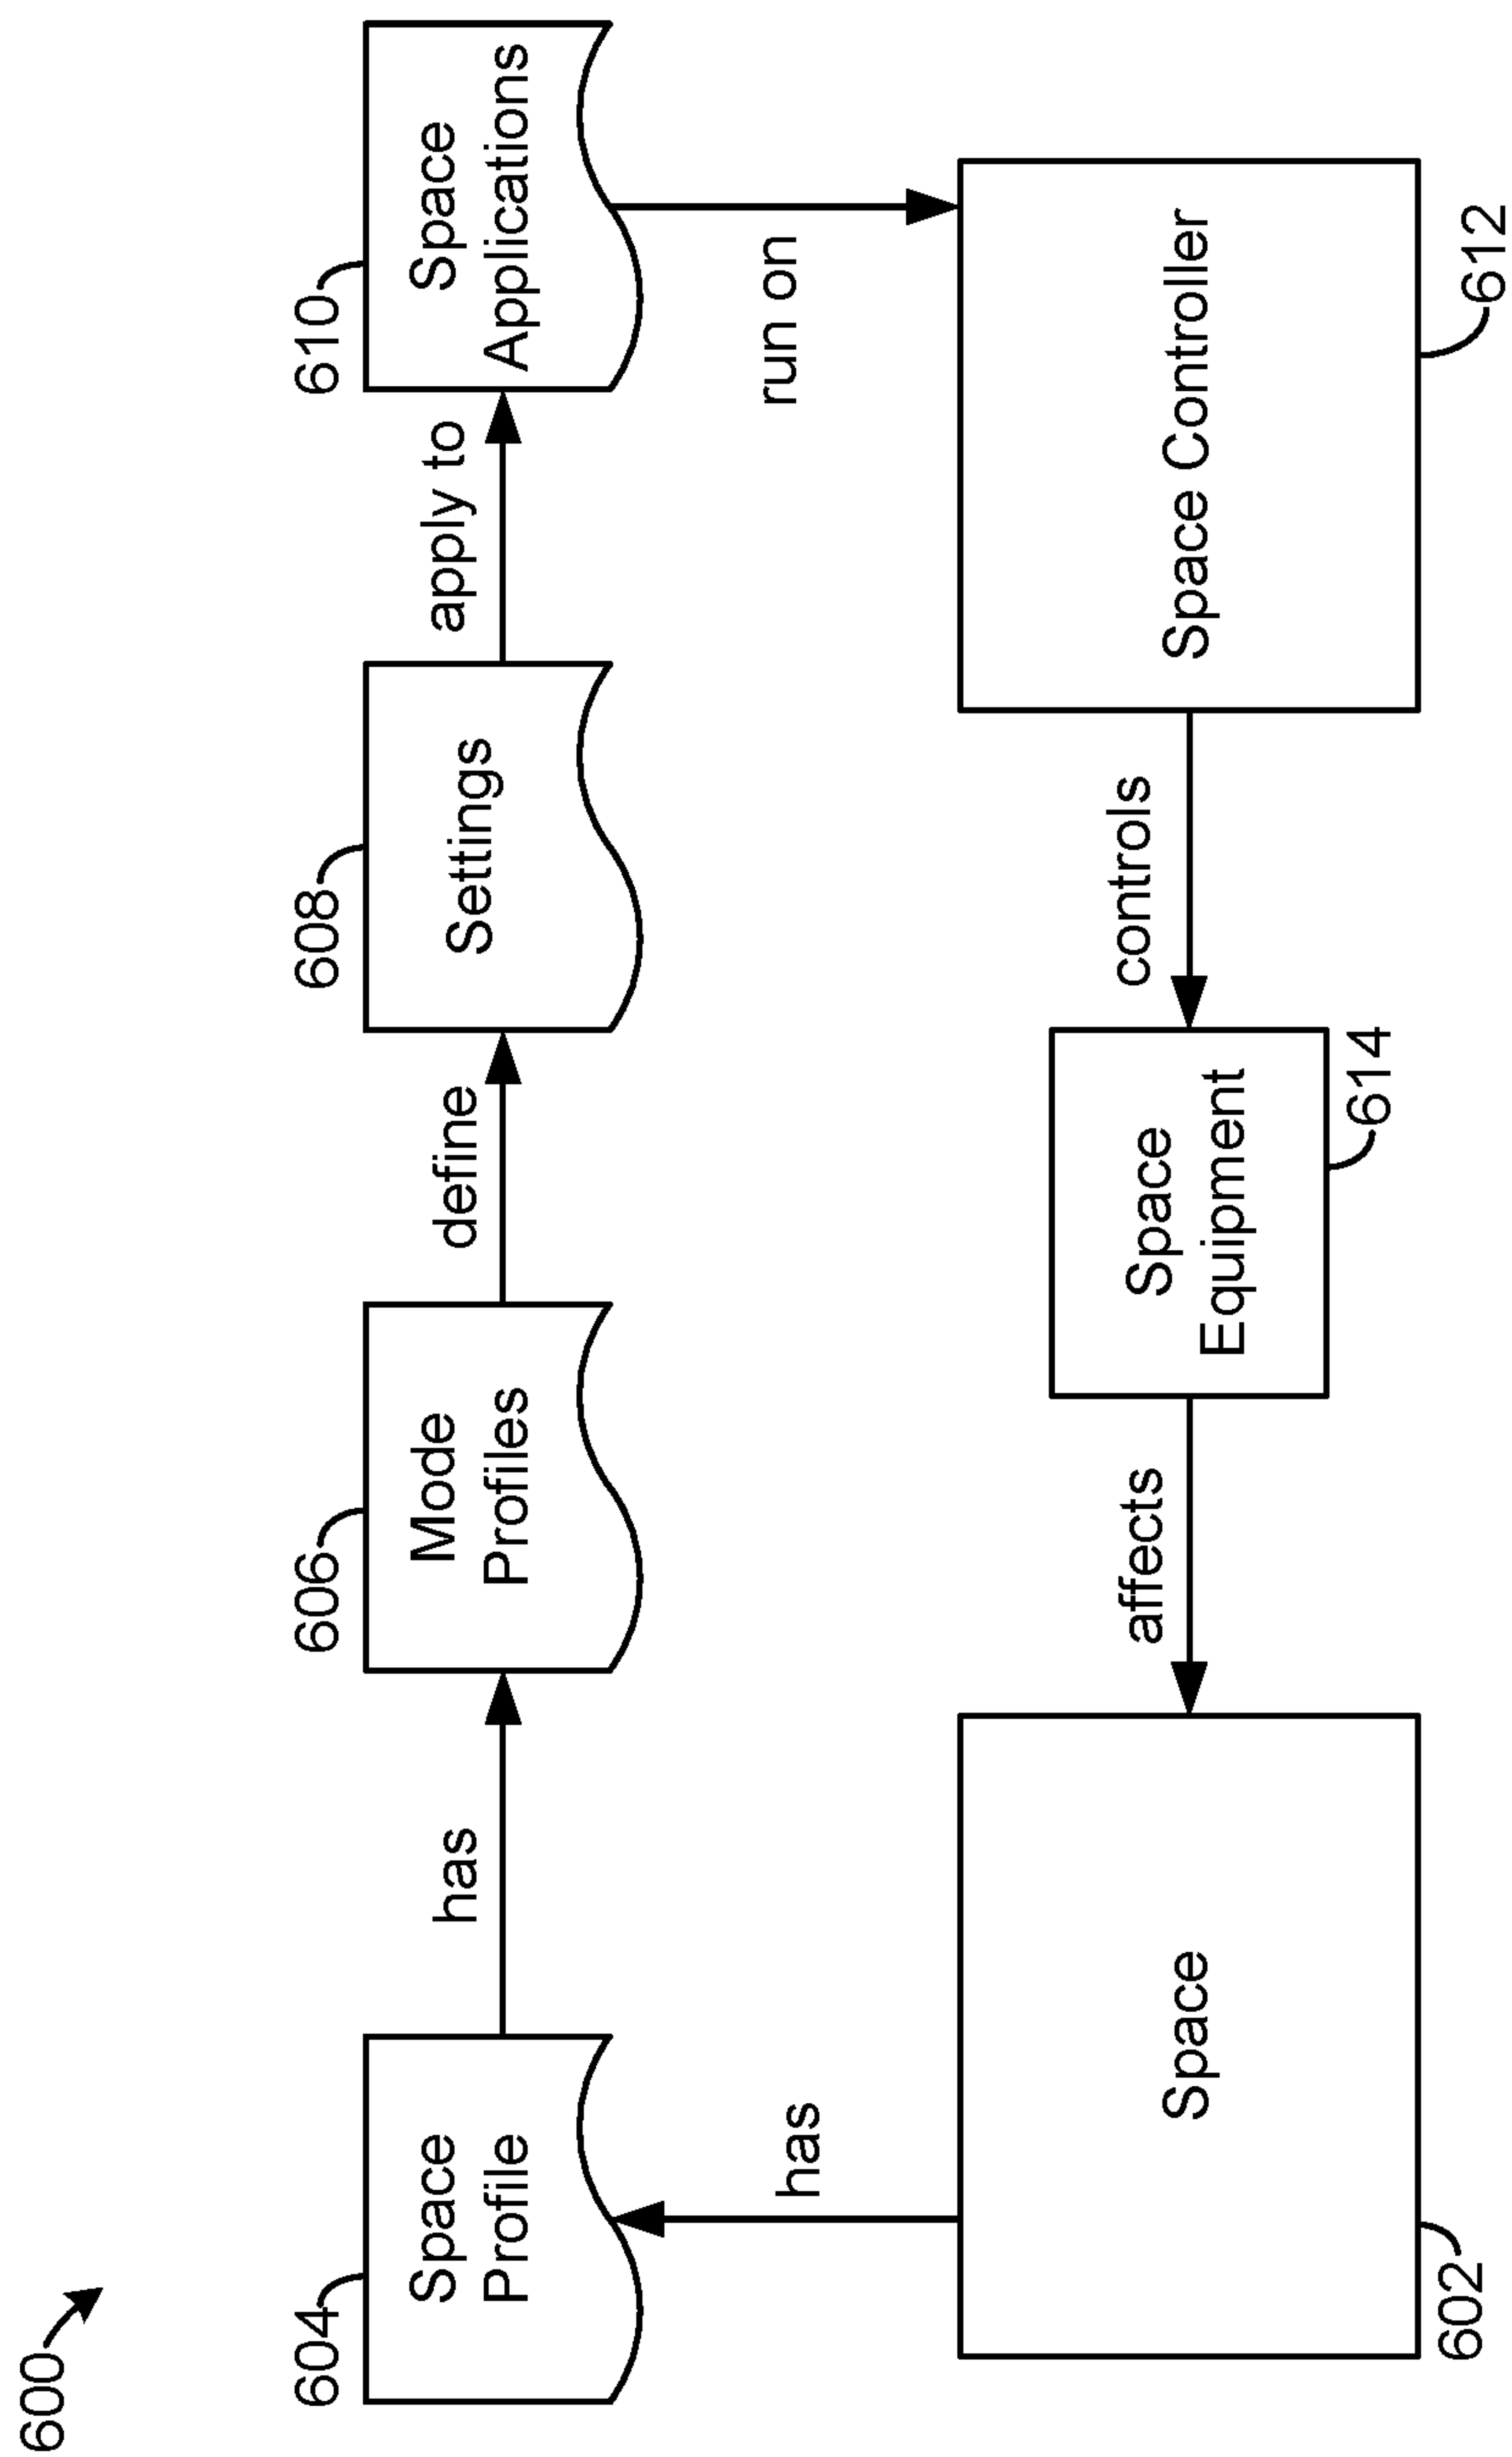 600
604
606
608
610
Space
Profile
has
Mode
Profiles
define
Settings
apply to
Space
Applications
has
run on
Space
affects
Space
Equipment
controls
Space Controller
602
614
612